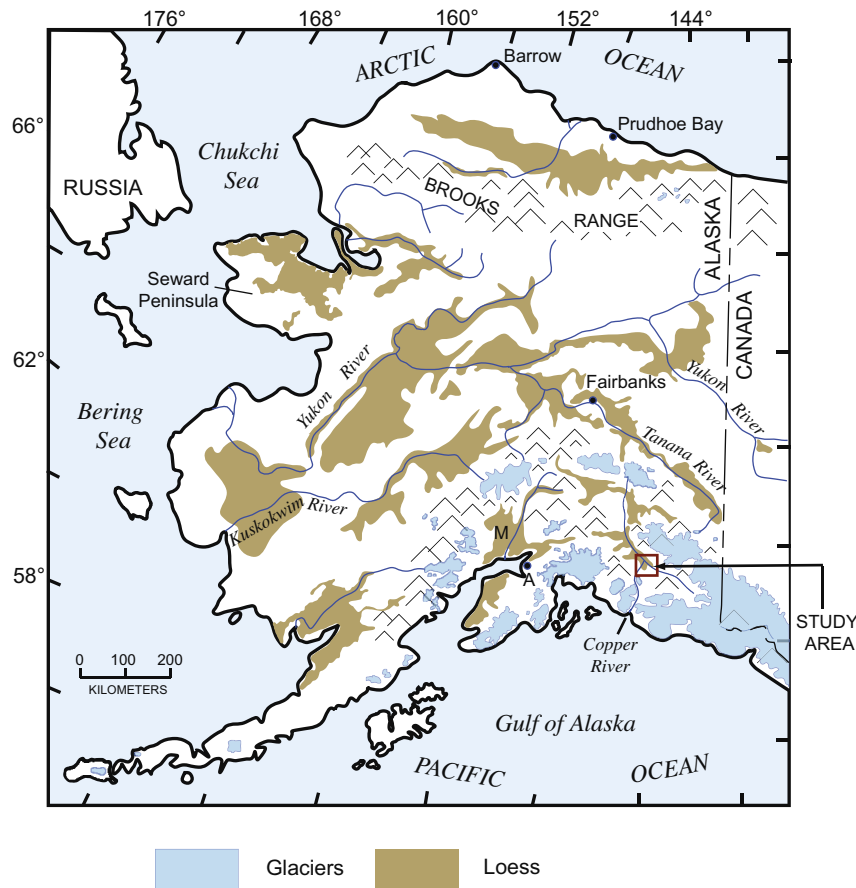 176°
168°
160°
152°
144°
ARCTIC
OCEAN
Barrow
66°
Prudhoe Bay
Chukchi
Sea
RUSSIA
BROOKS
RANGE
ALASKA
CANADA
Seward
Peninsula
62°
Yukon
River
Fairbanks
Yukon
River
Bering
Sea
Tanana River
Kuskokwim River
M
58°
A
STUDY
AREA
Copper
River
0 100 200
KILOMETERS
Gulf of Alaska
PACIFIC
OCEAN
Glaciers
Loess